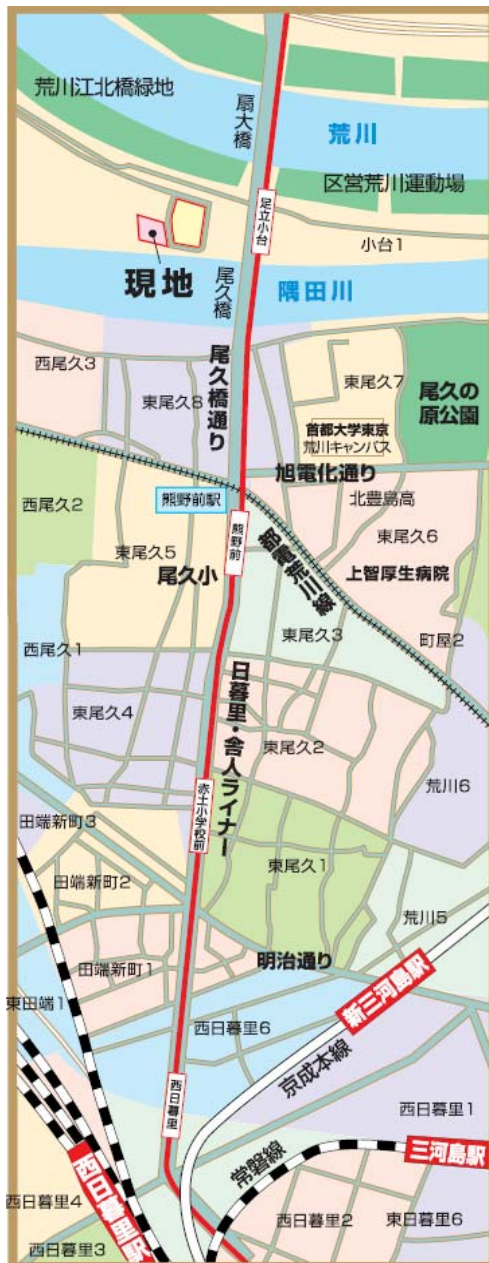 荒川江北橋緑地
扇大橋
荒川
区営荒川運動場
足立小台
小台1
現地
尾久橋
隅田川
西尾久3
東尾久8
尾久橋通り
東尾久7
尾久の
原公園
首都大学東京
荒川キャンパス
旭電化通り
熊野前駅
北豊島高
西尾久2
熊野前
東尾久6
東尾久5
尾久小
都電荒川線
上智厚生病院
東尾久3
町屋2
西尾久1
東尾久4
日暮里・舎人ライナー
東尾久2
荒川6
赤土小学校前
田端新町3
東尾久1
田端新町2
荒川5
田端新町1
明治通り
新三河島駅
東田端1
西日暮里6
京成本線
西日暮里1
西日暮里
常磐線
三河島駅
西日暮里駅
西日暮里4
西日暮里2
東日暮里6
西日暮里3